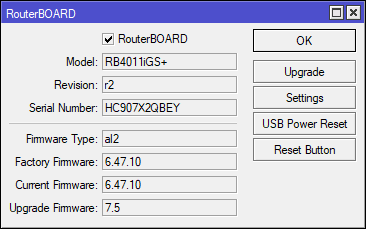 RouterBOARD
RouterBOARD
OK
Model: RB4011iGS+
Revision: r2
Upgrade
Serial Number: HC907X2QBEY
Settings
USB Power Reset
Firmware Type: al2
Reset Button
Factory Firmware: 6.47.10
Current Firmware: 6.47.10
Upgrade Firmware: 7.5